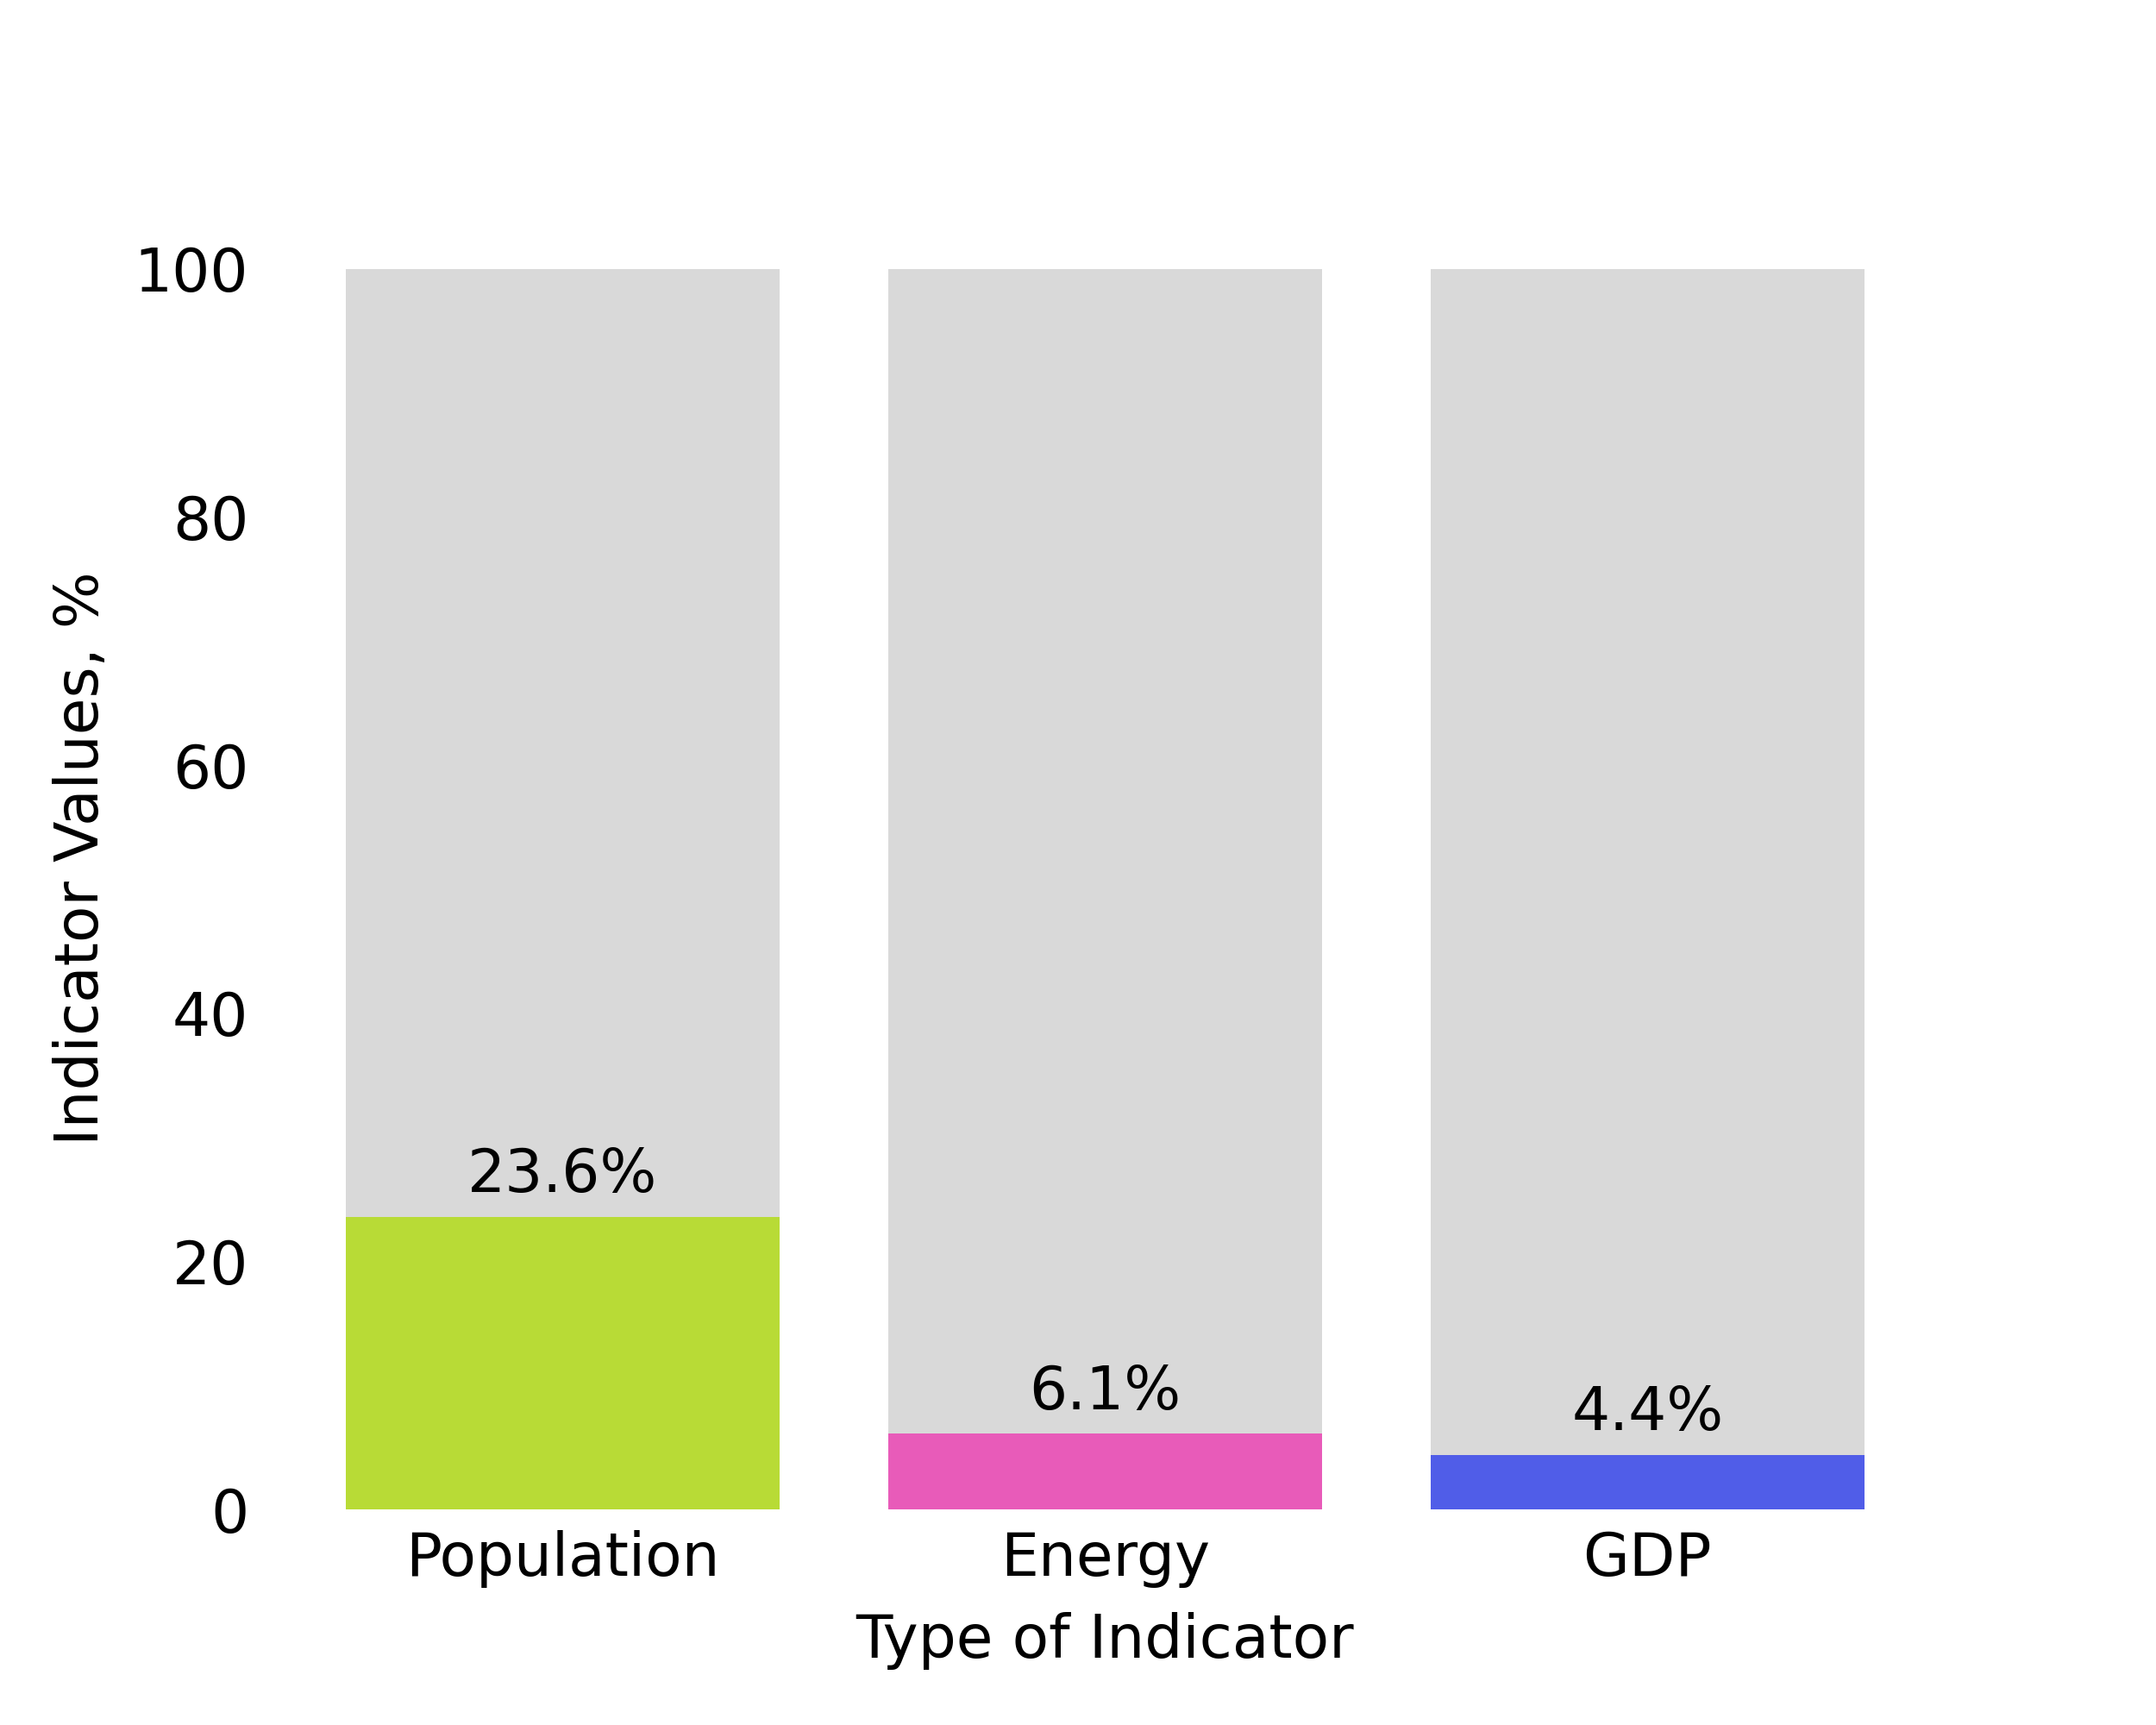 Indicator Values, %
100
80
60
40
20
0
23.6%
6.1%
4.4%
Population
Energy
GDP
Type of Indicator